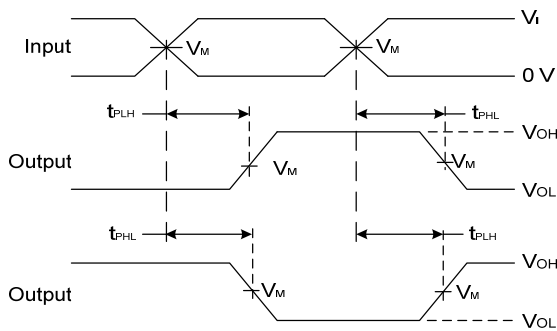 VI
Input VM VM
0 V
tPLH tPHL
VOH
Output VM VM
VOL
tPHL tPLH
VOH
Output VM VM
VOL